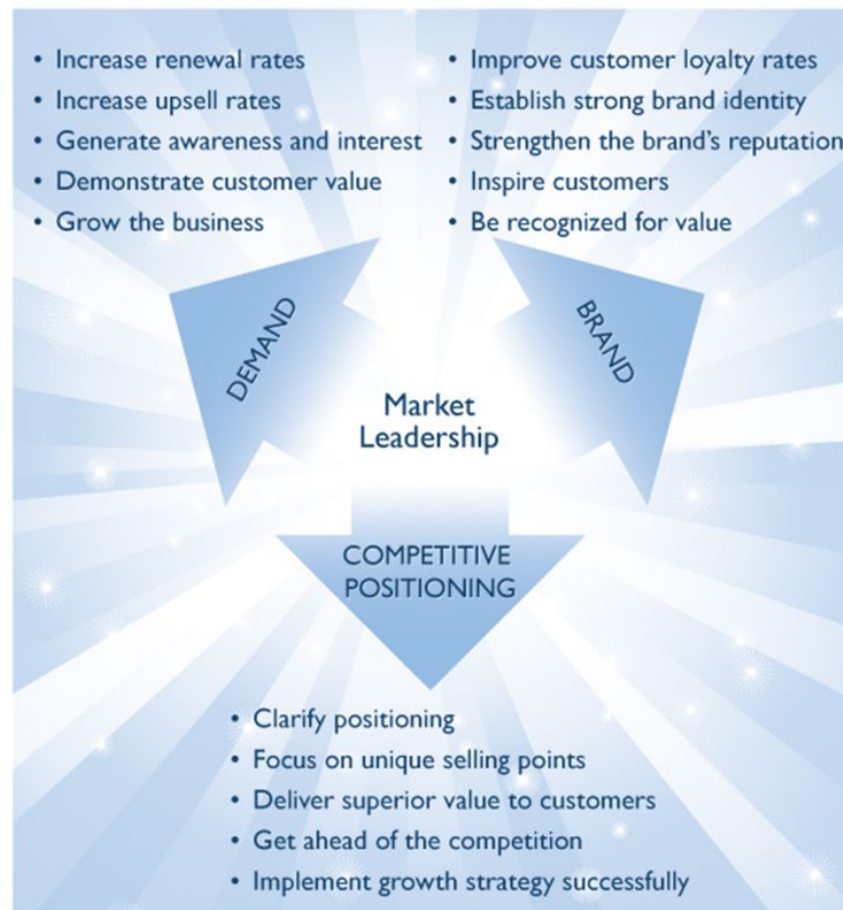 • Increase renewal rates
• Increase upsell rates
• Generate awareness and interest
• Demonstrate customer value
• Grow the business
• Improve customer loyalty rates
• Establish strong brand identity
• Strengthen the brand's reputation
• Inspire customers
• Be recognized for value
DEMAND
BRAND
Market
Leadership
COMPETITIVE
POSITIONING
• Clarify positioning
• Focus on unique selling points
• Deliver superior value to customers
• Get ahead of the competition
• Implement growth strategy successfully